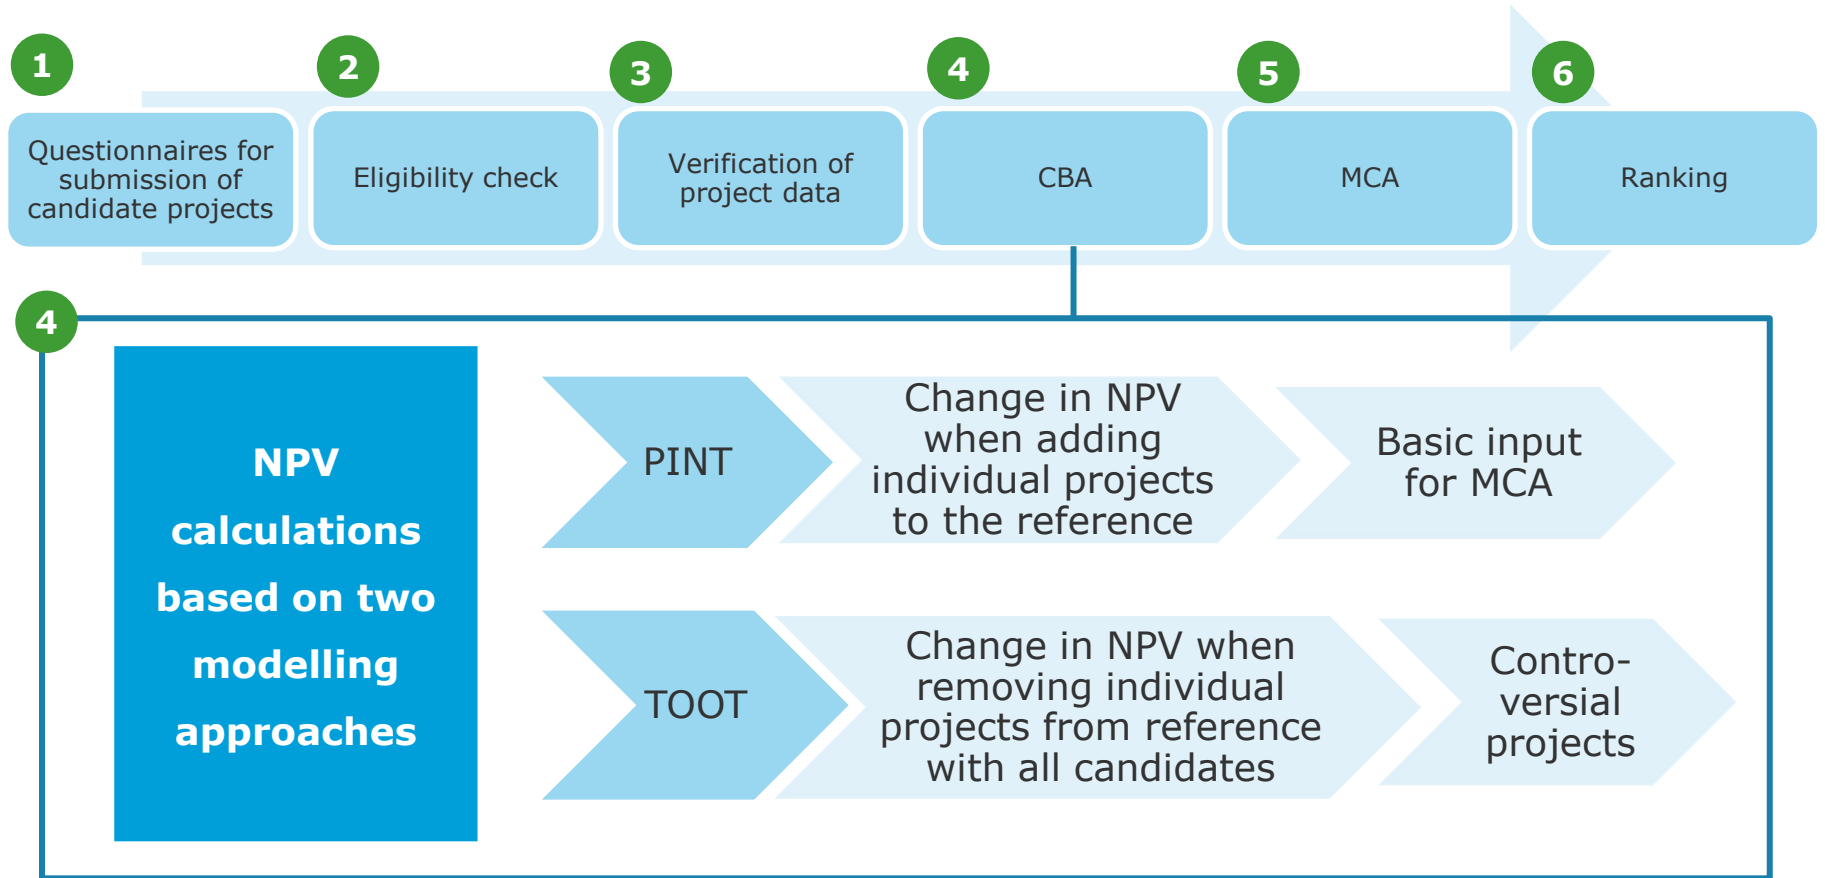 1
2
3
4
5
6
Questionnaires for
submission of
candidate projects
Eligibility check
Verification of
project data
CBA
MCA
Ranking
4
NPV
calculations
based on two
modelling
approaches
PINT
Change in NPV
when adding
individual projects
to the reference
Basic input
for MCA
TOOT
Change in NPV when
removing individual
projects from reference
with all candidates
Contro-
versial
projects